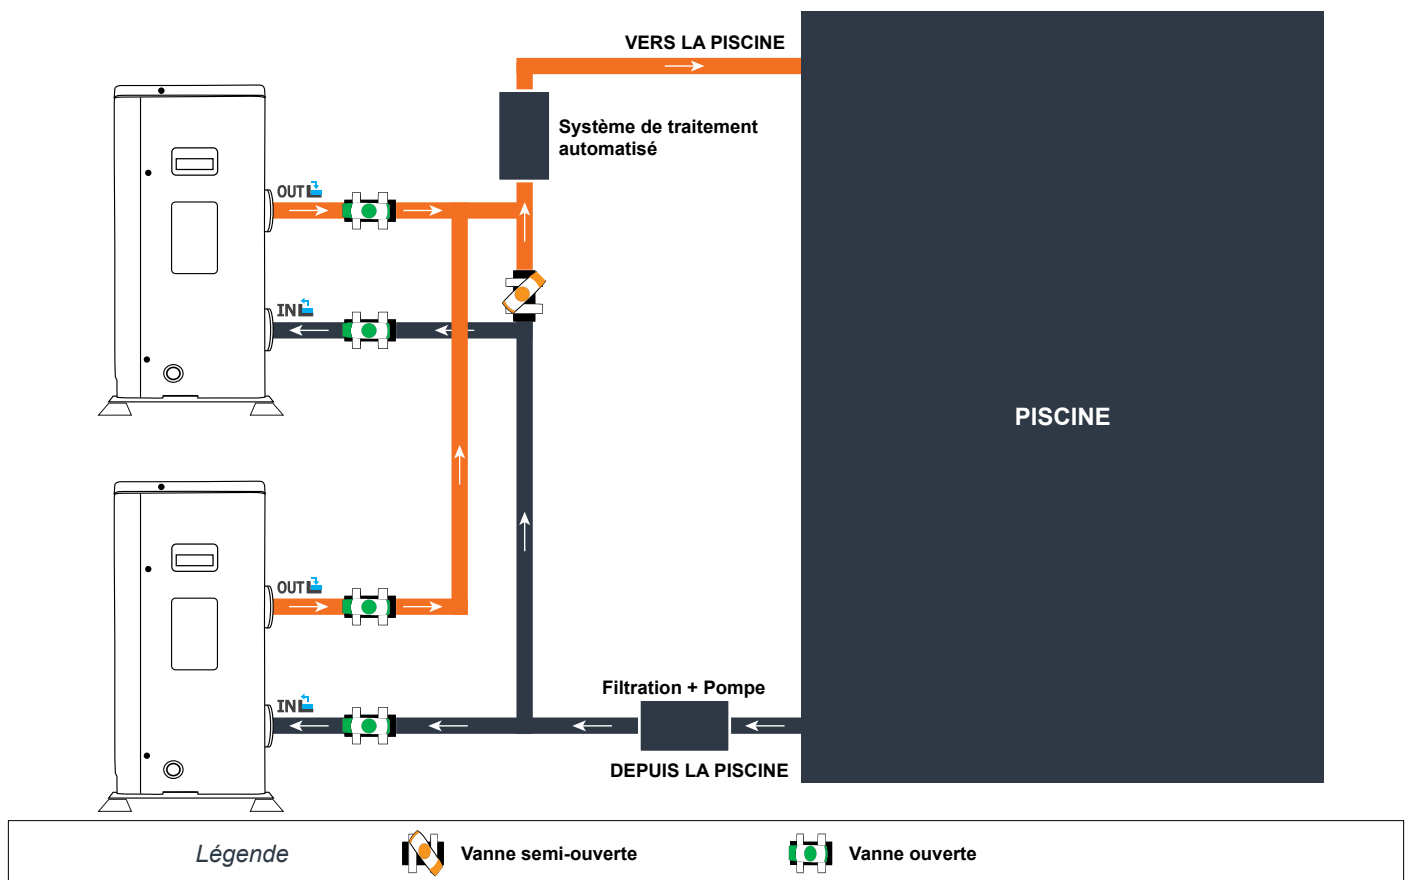 VERS LA PISCINE
Système de traitement
automatisé
OUT
IN
PISCINE
OUT
IN
Filtration + Pompe
DEPUIS LA PISCINE
Légende
Vanne semi-ouverte
Vanne ouverte